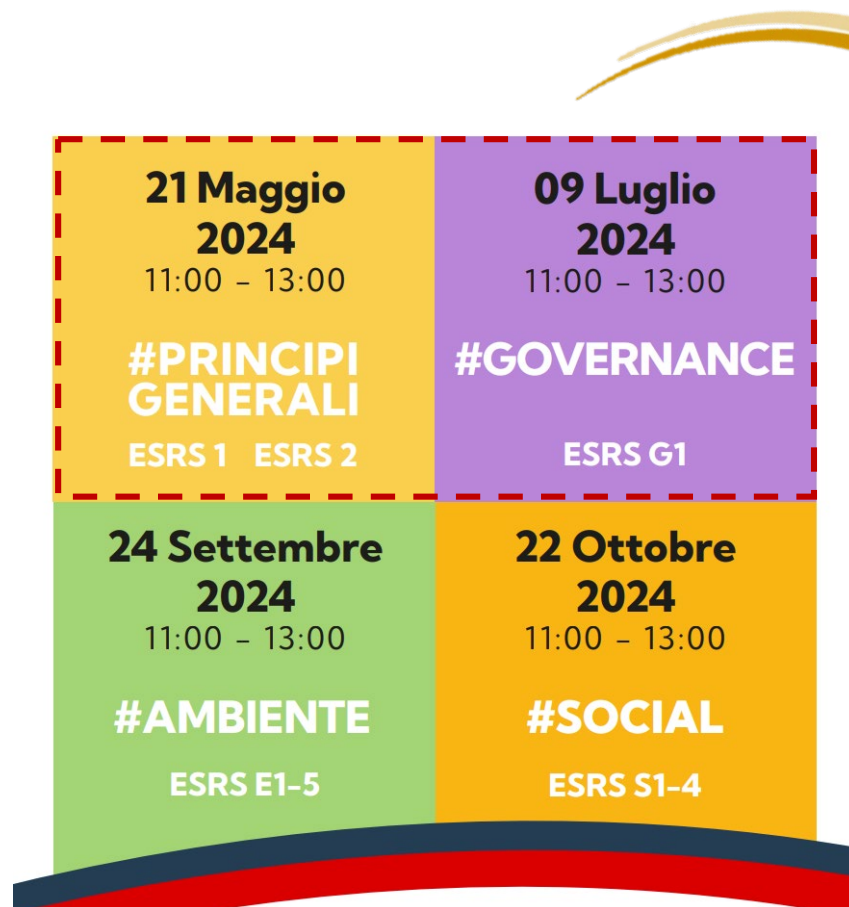 21 Maggio
2024
11:00 – 13:00
#PRINCIPI
GENERALI
ESRS 1 ESRS 2
09 Luglio
2024
11:00 – 13:00
#GOVERNANCE
ESRS G1
24 Settembre
2024
11:00 – 13:00
#AMBIENTE
ESRS E1-5
22 Ottobre
2024
11:00 – 13:00
#SOCIAL
ESRS S1-4